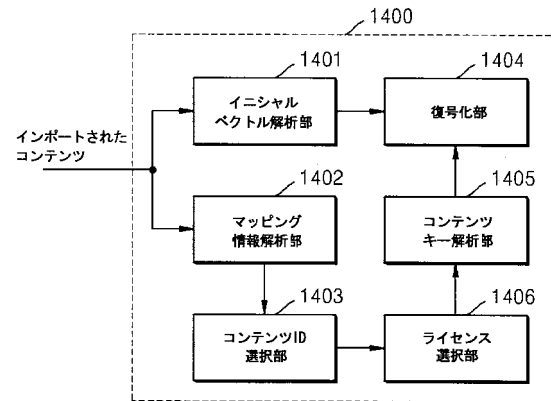 1400
1401
イニシャル
ベクトル解析部
1404
復号化部
インポートされた
コンテンツ
1402
マッピング
情報解析部
1405
コンテンツ
キー解析部
1403
コンテンツID
選択部
1406
ライセンス
選択部